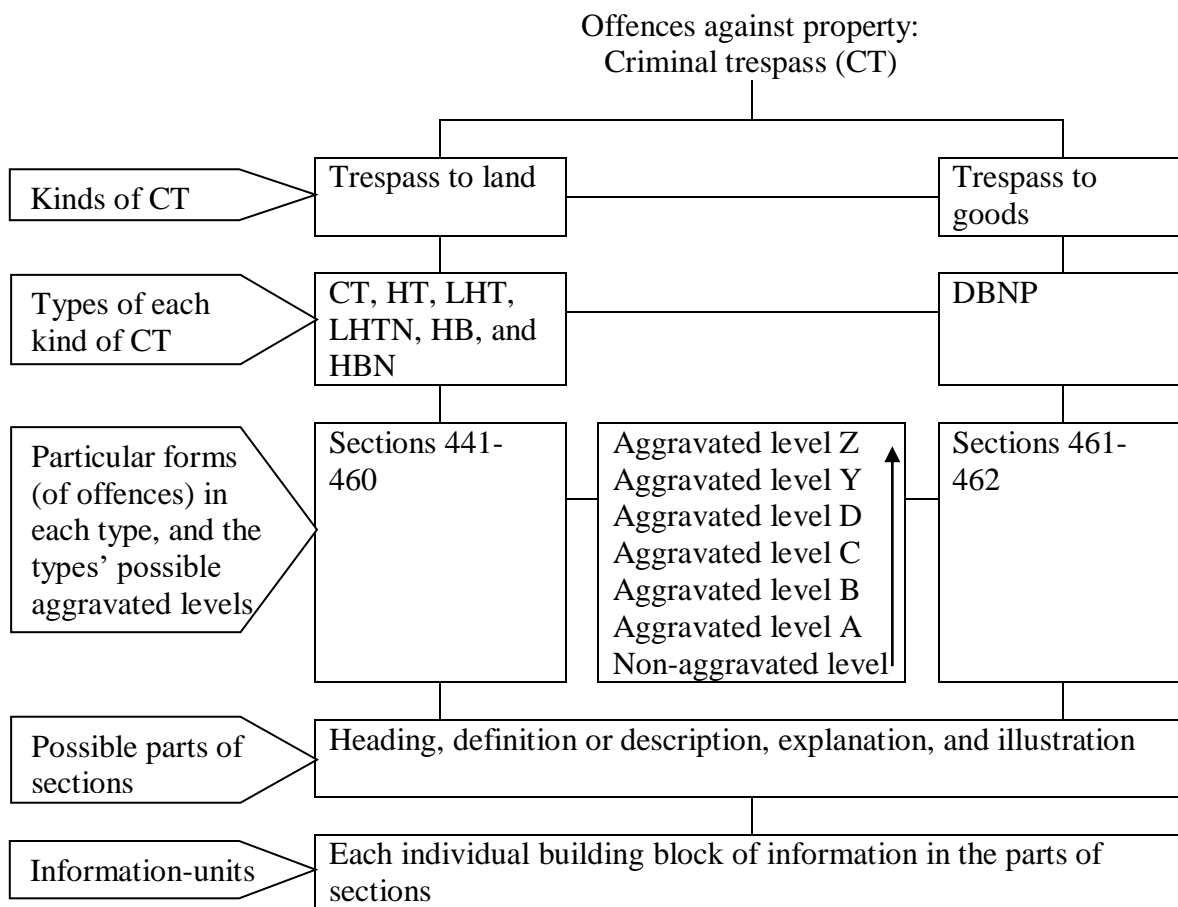 Offences against property:
Criminal trespass (CT)
Kinds of CT
Trespass to land
Trespass to
goods
Types of each
kind of CT
CT, HT, LHT,
LHTN, HB, and
HBN
DBNP
Particular forms
(of offences) in
each type, and the
types’ possible
aggravated levels
Sections 441-
460
Aggravated level Z
Aggravated level Y
Aggravated level D
Aggravated level C
Aggravated level B
Aggravated level A
Non-aggravated level
Sections 461-
462
Possible parts of
sections
Heading, definition or description, explanation, and illustration
Information-units
Each individual building block of information in the parts of
sections